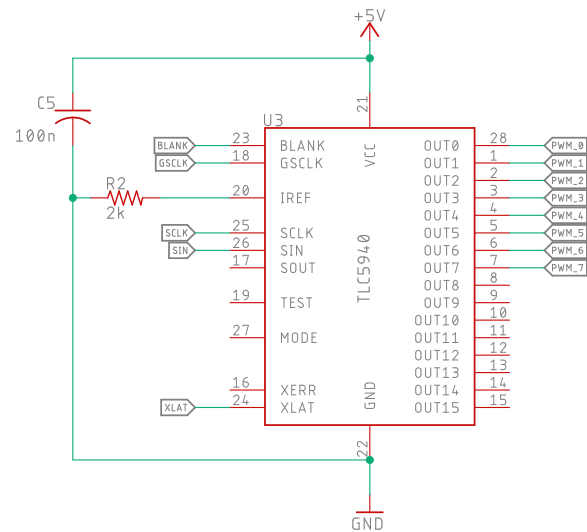 +5V
C5
100n
U3
21
VCC
BLANK 23 BLANK OUT0 28 PWM_0
GSCLK 18 GSCLK OUT1 1 PWM_1
OUT2 2 PWM_2
R2
2k
20 IREF OUT3 3 PWM_3
OUT4 4 PWM_4
SCLK 25 SCLK OUT5 5 PWM_5
SIN 26 SIN OUT6 6 PWM_6
17 SOUT OUT7 7 PWM_7
TLC5940
OUT8 8
19 TEST OUT9 9
OUT10 10
27 MODE OUT11 11
OUT12 12
OUT13 13
16 XERR OUT14 14
XLAT 24 XLAT OUT15 15
GND
22
GND